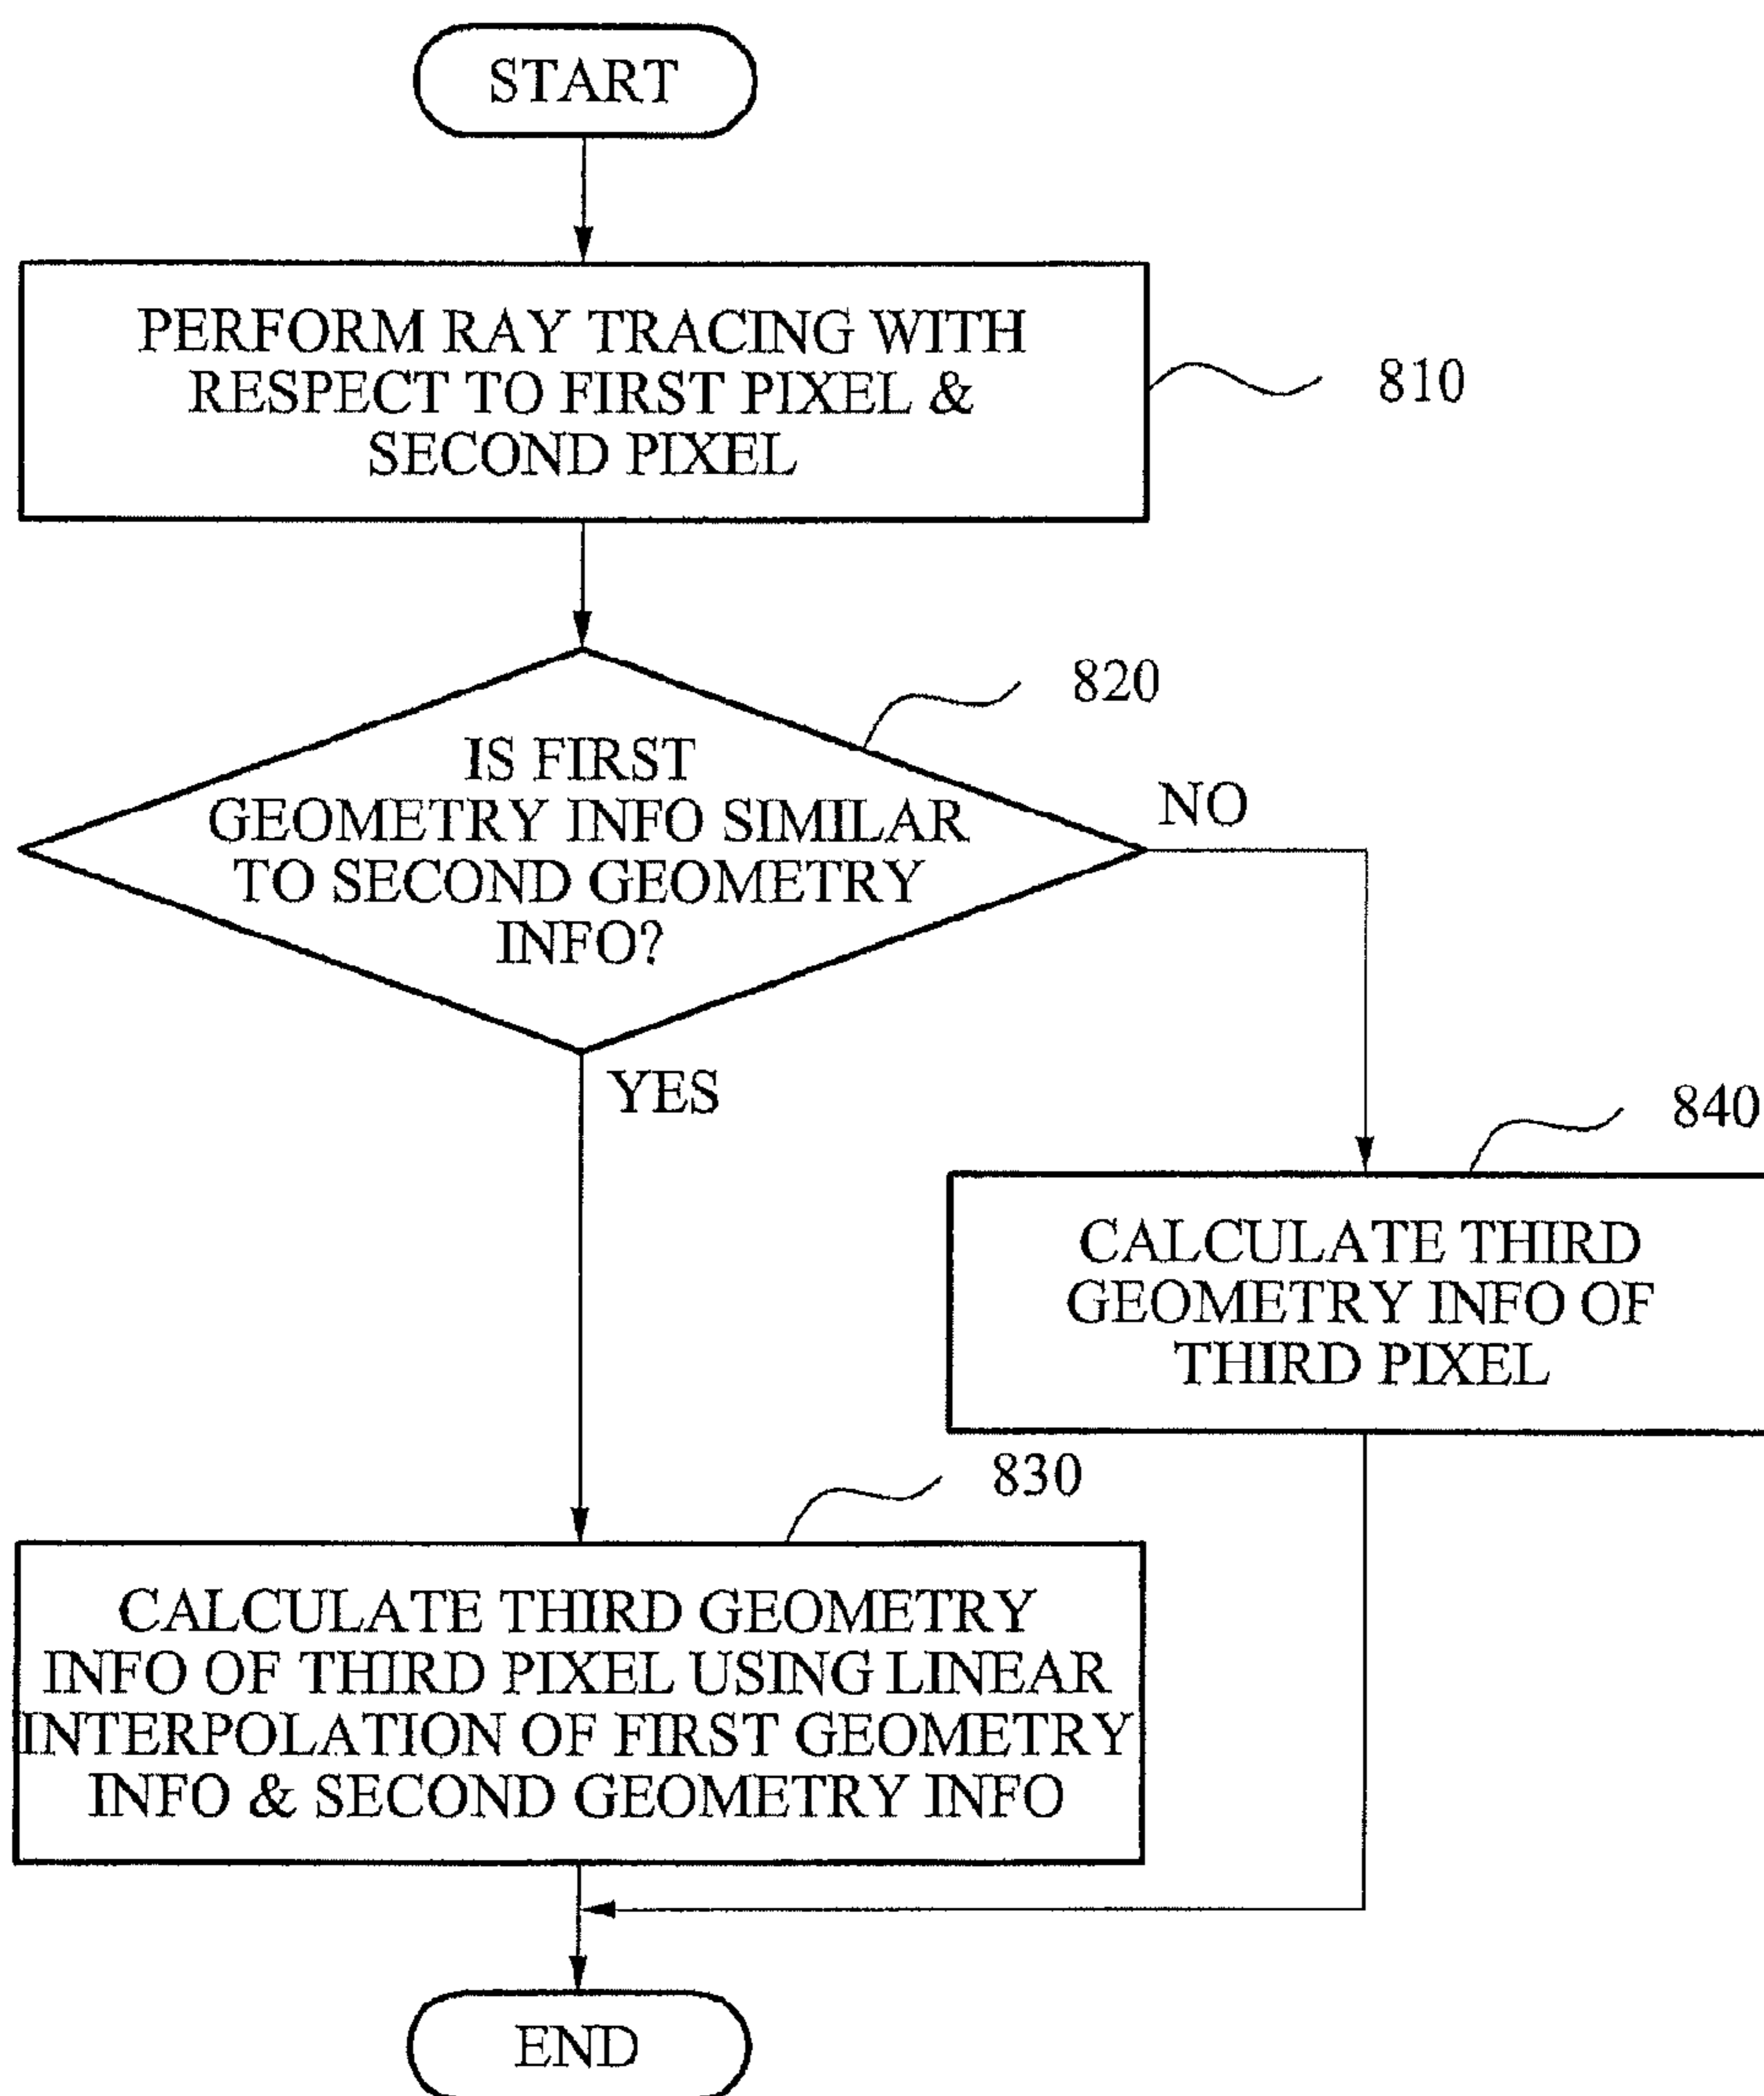 START
PERFORM RAY TRACING WITH
RESPECT TO FIRST PIXEL &
SECOND PIXEL
810
820
IS FIRST
GEOMETRY INFO SIMILAR
TO SECOND GEOMETRY
INFO?
NO
YES
840
CALCULATE THIRD
GEOMETRY INFO OF
THIRD PIXEL
830
CALCULATE THIRD GEOMETRY
INFO OF THIRD PIXEL USING LINEAR
INTERPOLATION OF FIRST GEOMETRY
INFO & SECOND GEOMETRY INFO
END